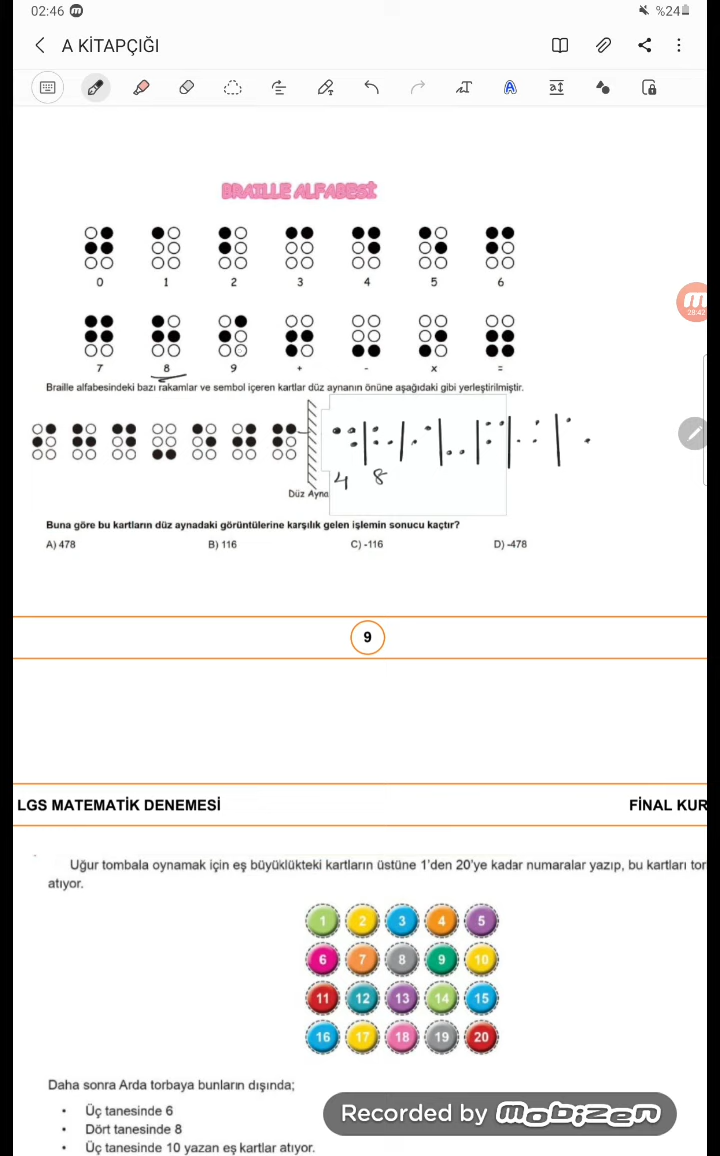 02:46 %24
A KİTAPÇIĞI
BRAILLE ALFABESİ
0 1 2 3 4 5 6
7 8 9 + - x =
Braille alfabesindeki bazı rakamlar ve sembol içeren kartlar düz aynanın önüne aşağıdaki gibi yerleştirilmiştir.
4 8
Düz Ayna
Buna göre bu kartların düz aynadaki görüntülerine karşılık gelen işlemin sonucu kaçtır?
A) 478 B) 116 C) -116 D) -478
9
LGS MATEMATİK DENEMESİ FİNAL KUR
Uğur tombala oynamak için eş büyüklükteki kartların üstüne 1'den 20'ye kadar numaralar yazıp, bu kartları tor
atıyor.
1 2 3 4 5
6 7 8 9 10
11 12 13 14 15
16 17 18 19 20
Daha sonra Arda torbaya bunların dışında;
• Üç tanesinde 6
• Dört tanesinde 8
• Üç tanesinde 10 yazan eş kartlar atıyor.
28:42
Recorded by mobizen